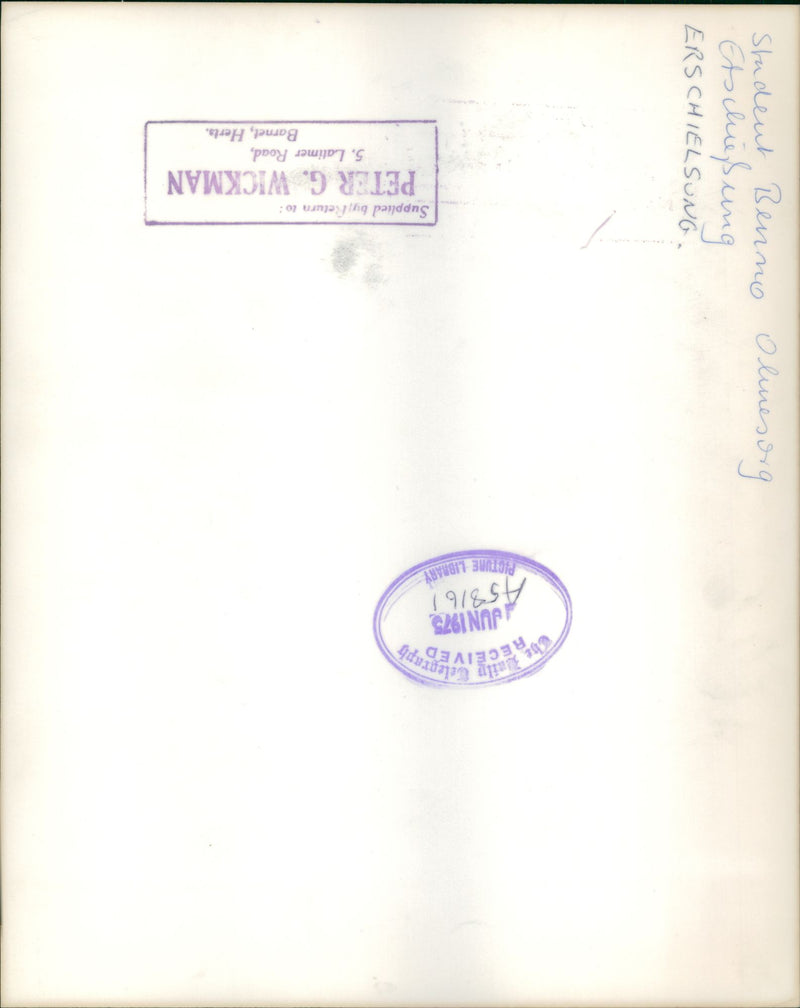 Student Benno Ohnesorg
Erschießung
ERSCHIELSUNG.
Supplied by/Return to:
PETER G. WICKMAN
5, Latimer Road,
Barnet, Herts.
The Daily Telegraph
RECEIVED
JUN 1975
A58161
PICTURE LIBRARY